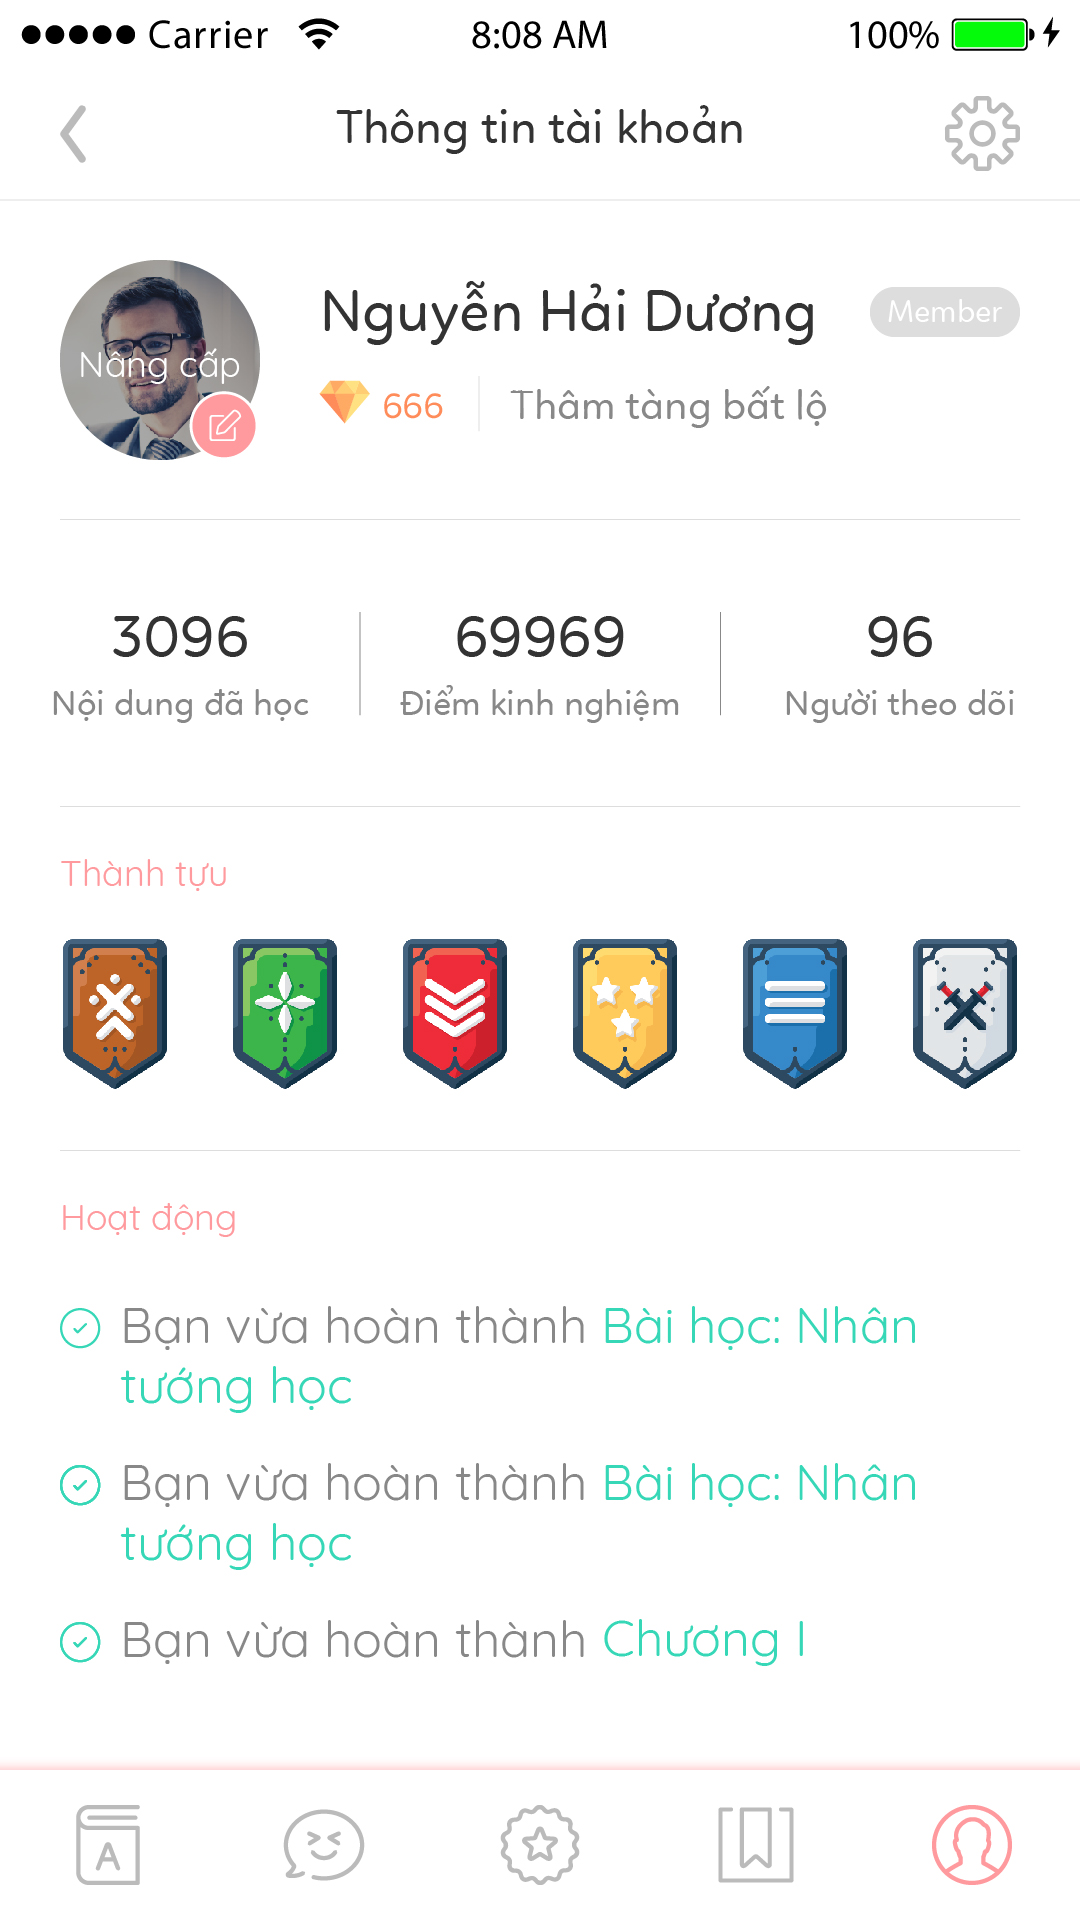 Carrier 8:08 AM 100%
Thông tin tài khoản
Nguyễn Hải Dương Member
Nâng cấp
666 Thâm tàng bất lộ
3096 69969 96
Nội dung đã học Điểm kinh nghiệm Người theo dõi
Thành tựu
Hoạt động
Bạn vừa hoàn thành Bài học: Nhân
tướng học
Bạn vừa hoàn thành Bài học: Nhân
tướng học
Bạn vừa hoàn thành Chương I
A